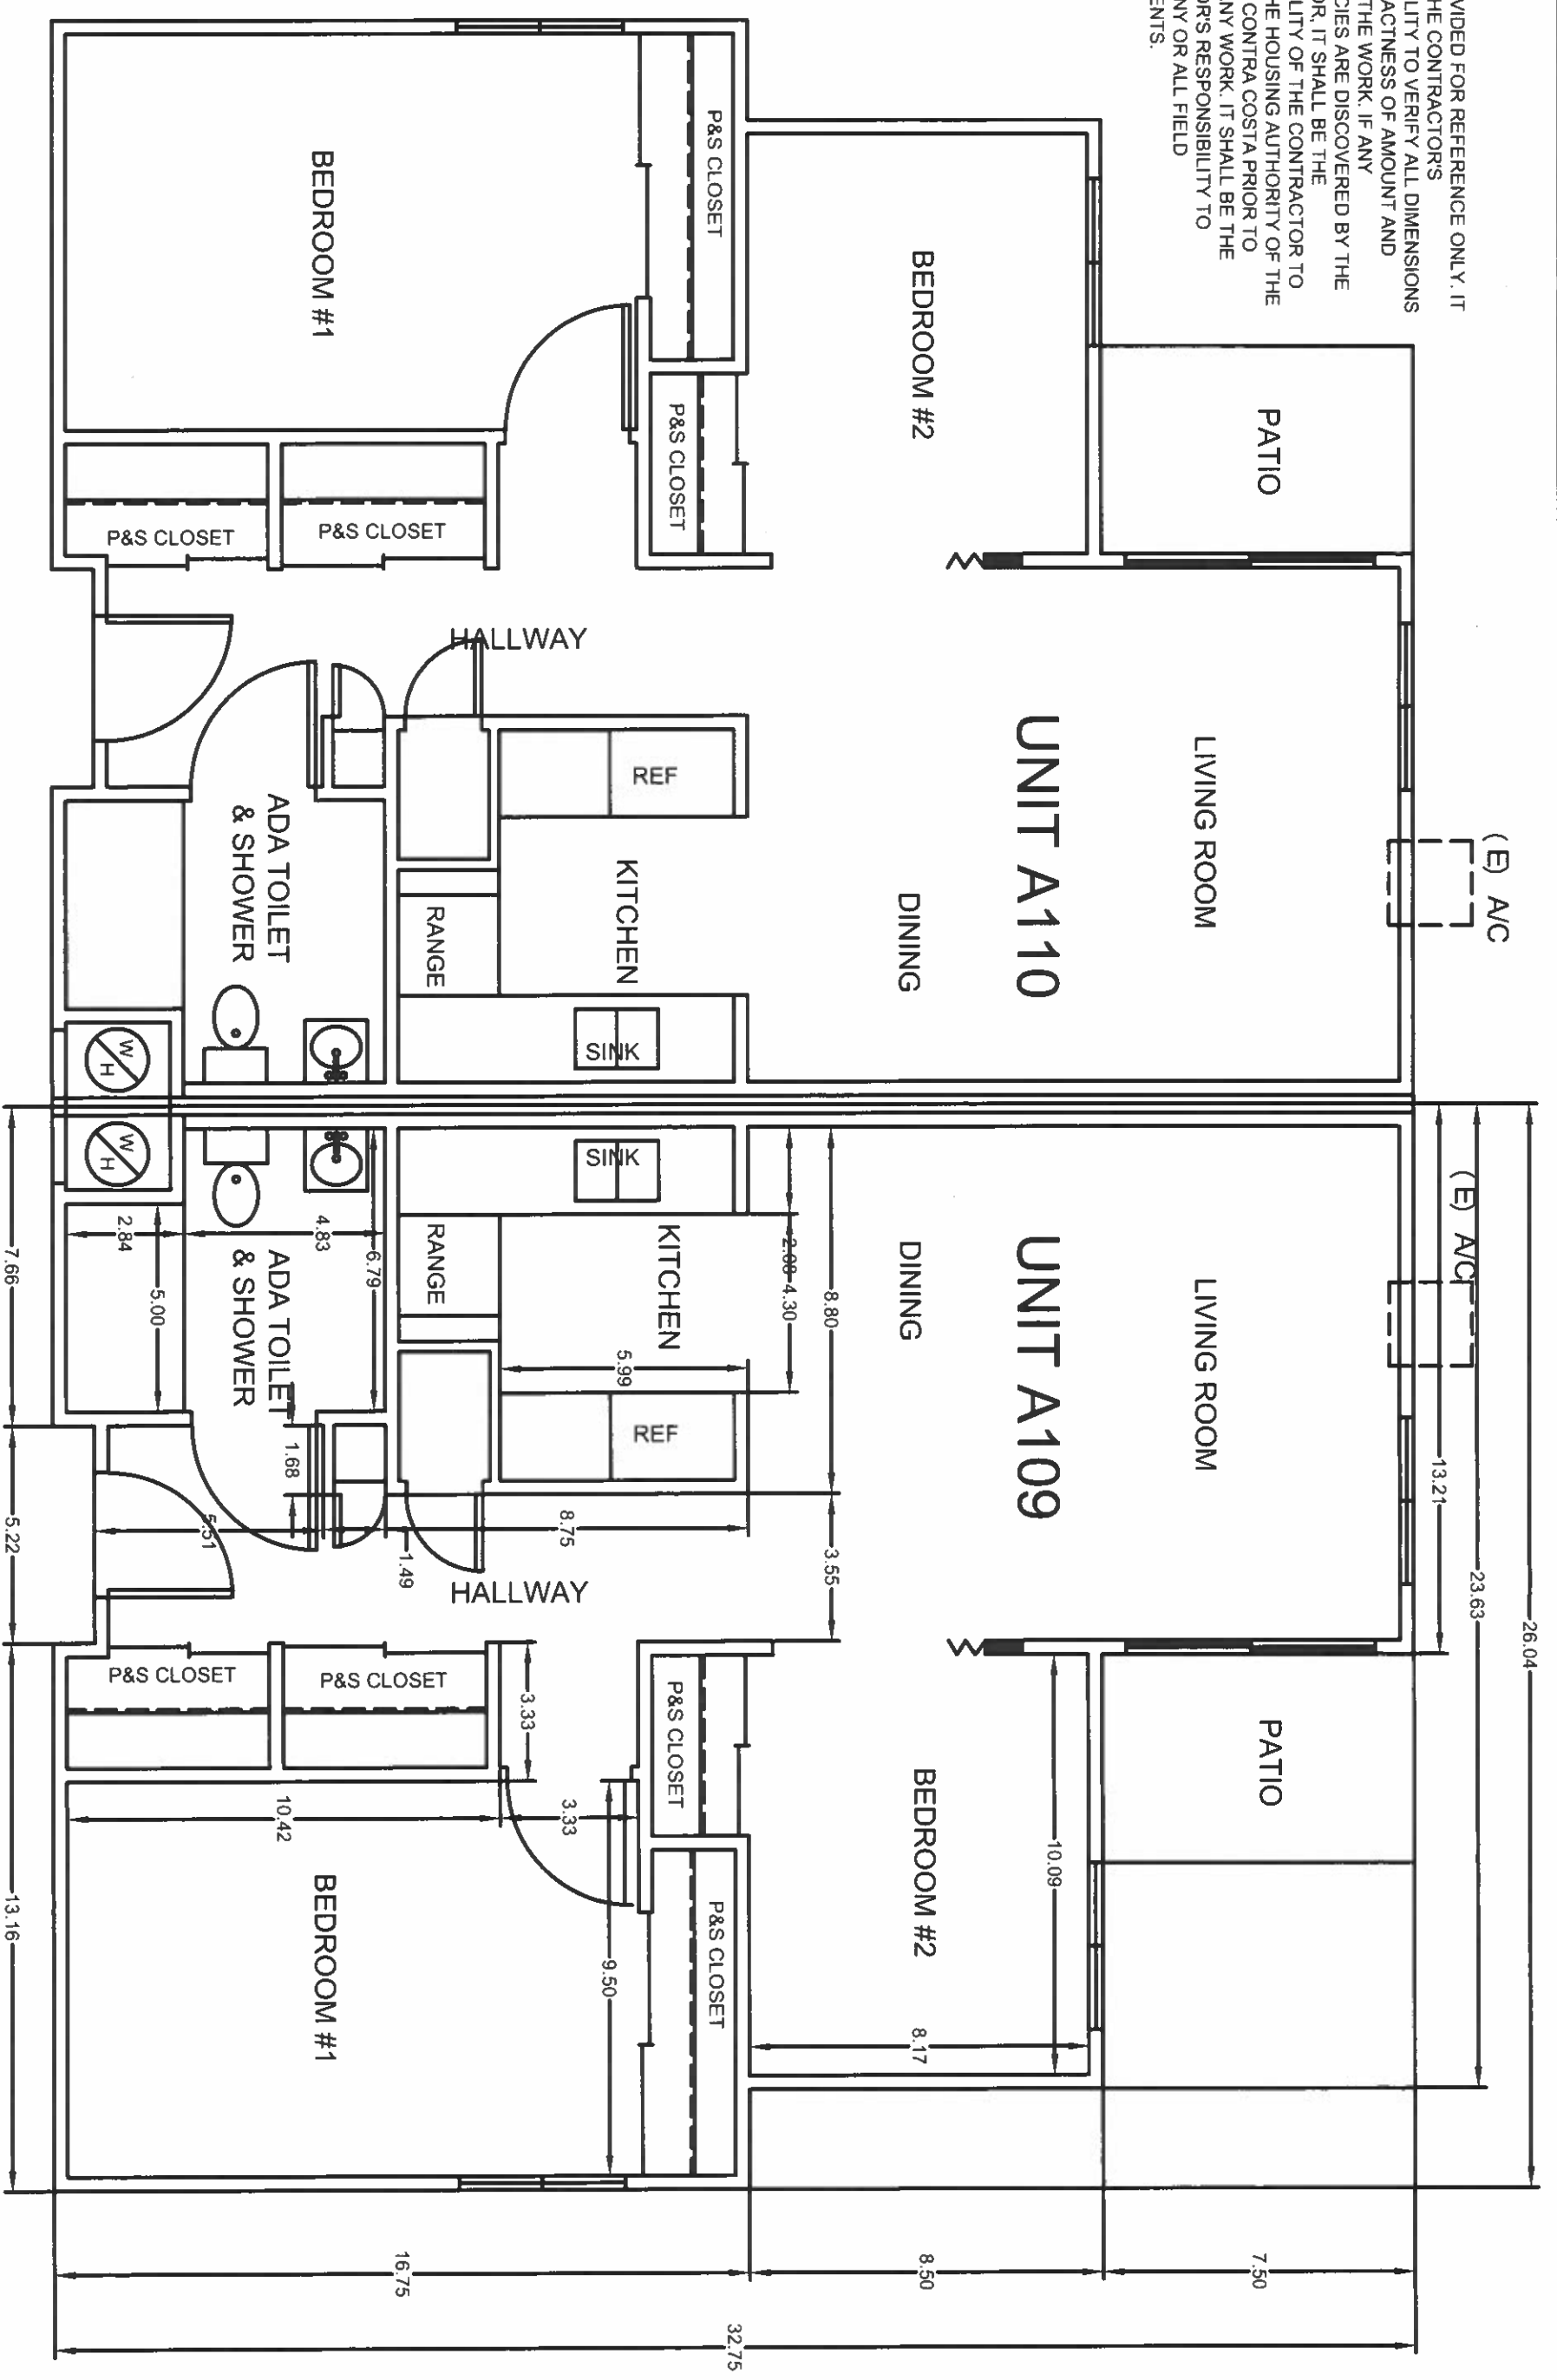 VIDED FOR REFERENCE ONLY. IT
HE CONTRACTOR'S
LITY TO VERIFY ALL DIMENSIONS
ACTNESS OF AMOUNT AND
THE WORK. IF ANY
CIES ARE DISCOVERED BY THE
OR, IT SHALL BE THE
LITY OF THE CONTRACTOR TO
HE HOUSING AUTHORITY OF THE
CONTRA COSTA PRIOR TO
NY WORK. IT SHALL BE THE
OR'S RESPONSIBILITY TO
NY OR ALL FIELD
ENTS.
(E) A/C
PATIO
LIVING ROOM
UNIT A110
BEDROOM #2
DINING
P&S CLOSET
P&S CLOSET
REF
KITCHEN
SINK
BEDROOM #1
HALLWAY
RANGE
P&S CLOSET
P&S CLOSET
ADA TOILET
& SHOWER
W
H
26.04
23.63
13.21
(E) A/C
LIVING ROOM
PATIO
7.50
UNIT A109
10.09
DINING
BEDROOM #2
8.17
8.50
8.80
3.55
2.08
4.30
P&S CLOSET
P&S CLOSET
KITCHEN
5.99
REF
SINK
8.75
3.33
9.50
32.75
HALLWAY
3.33
RANGE
1.49
6.79
4.83
1.68
ADA TOILET
& SHOWER
5.51
P&S CLOSET
P&S CLOSET
10.42
BEDROOM #1
16.75
W
H
2.84
5.00
7.66
5.22
13.16